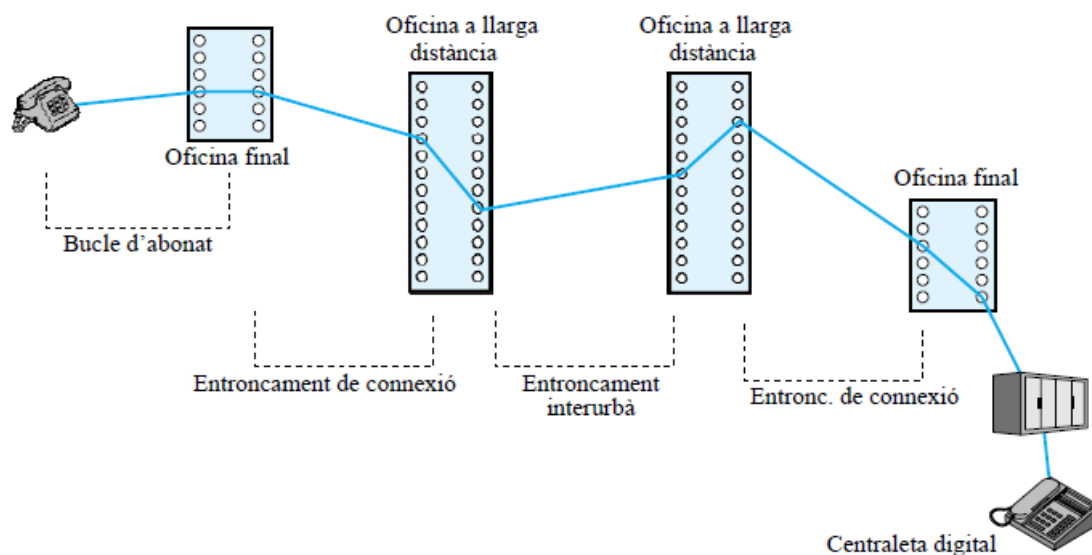 Oficina a llarga
distància
Oficina a llarga
distància
Oficina final
Oficina final
Bucle d’abonat
Entroncament de connexió
Entroncament
interurbà
Entronc. de connexió
Centraleta digital